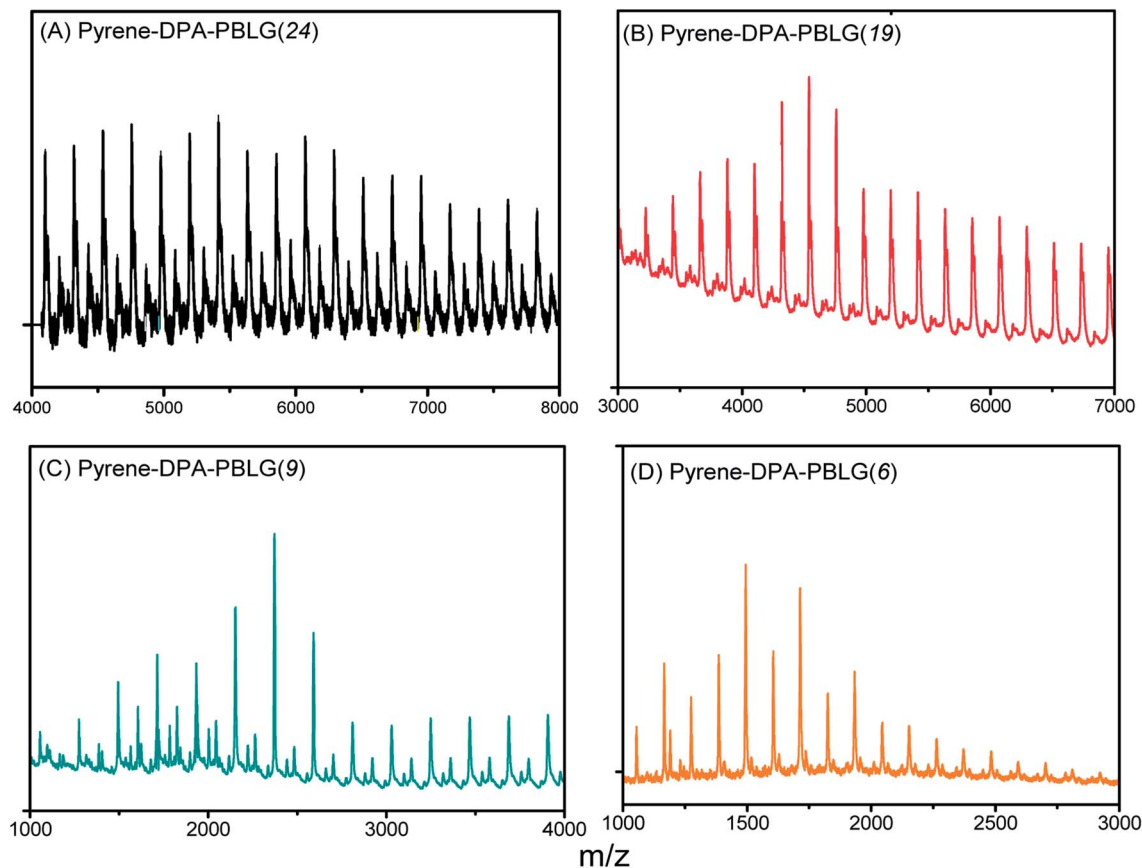 (A) Pyrene-DPA-PBLG(24)
(B) Pyrene-DPA-PBLG(19)
4000 5000 6000 7000 8000
3000 4000 5000 6000 7000
(C) Pyrene-DPA-PBLG(9)
(D) Pyrene-DPA-PBLG(6)
1000 2000 3000 4000
1000 1500 2000 2500 3000
m/z